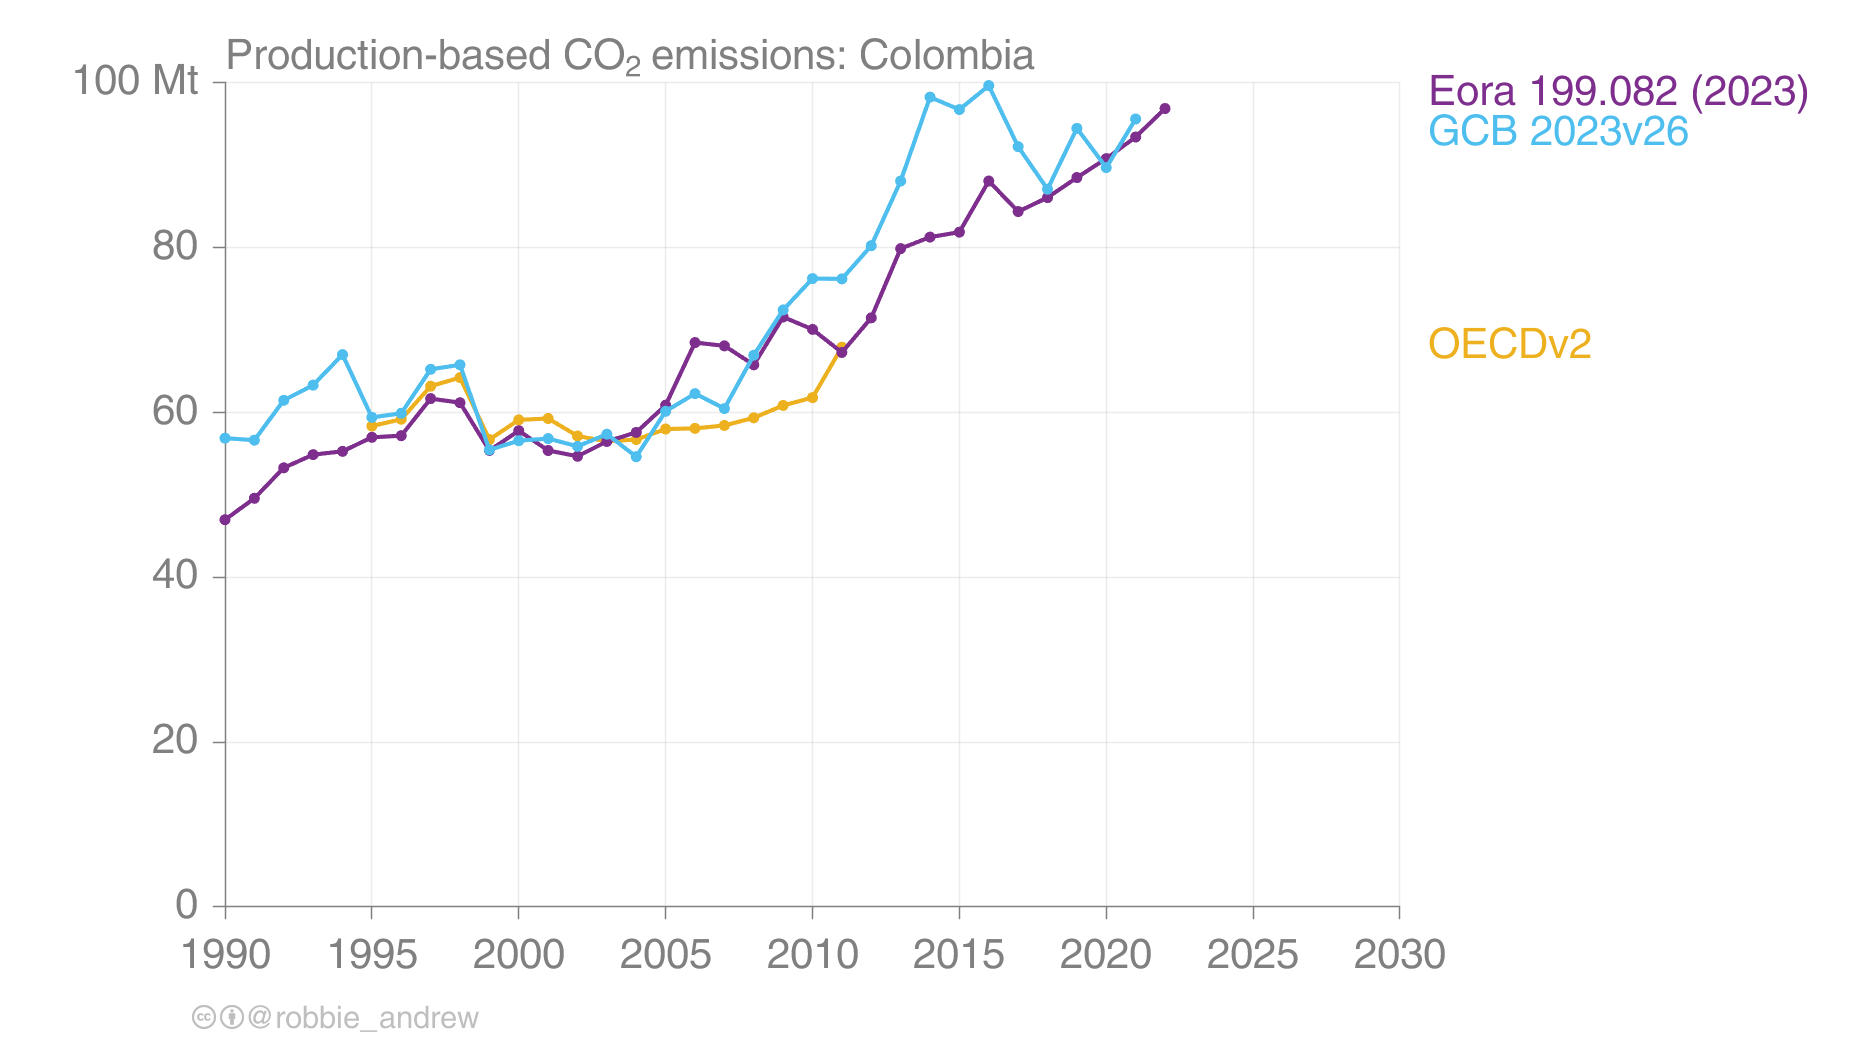 Production-based CO₂ emissions: Colombia
100 Mt
80
60
40
20
0
1990 1995 2000 2005 2010 2015 2020 2025 2030
Eora 199.082 (2023)
GCB 2023v26
OECDv2
@robbie_andrew